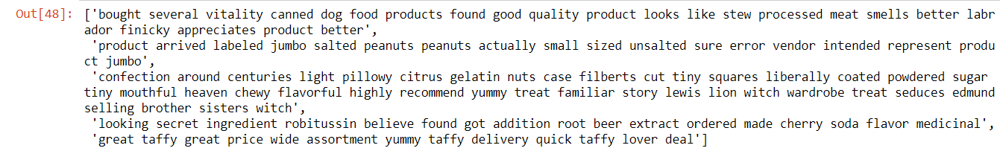 Out[48]: ['bought several vitality canned dog food products found good quality product looks like stew processed meat smells better labr
ador finicky appreciates product better',
'product arrived labeled jumbo salted peanuts peanuts actually small sized unsalted sure error vendor intended represent produ
ct jumbo',
'confection around centuries light pillowy citrus gelatin nuts case filberts cut tiny squares liberally coated powdered sugar
tiny mouthful heaven chewy flavorful highly recommend yummy treat familiar story lewis lion witch wardrobe treat seduces edmund
selling brother sisters witch',
'looking secret ingredient robitussin believe found got addition root beer extract ordered made cherry soda flavor medicinal',
'great taffy great price wide assortment yummy taffy delivery quick taffy lover deal']